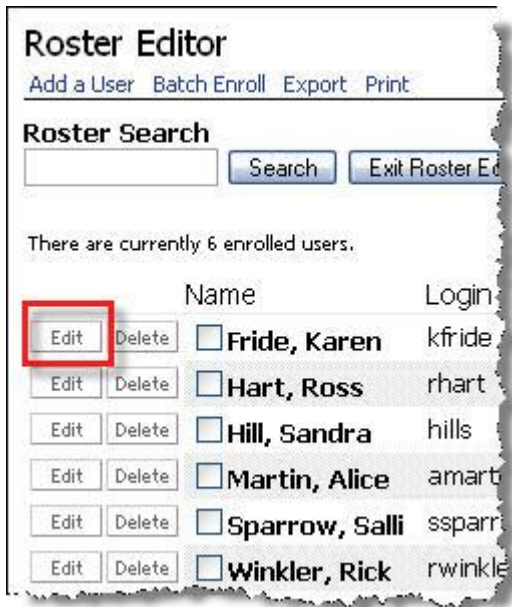 Roster Editor
Add a User Batch Enroll Export Print
Roster Search
Search Exit Roster
There are currently 6 enrolled users.
Name Login
Edit Delete Fride, Karen kfride
Edit Delete Hart, Ross rhart
Edit Delete Hill, Sandra hills
Edit Delete Martin, Alice amart
Edit Delete Sparrow, Salli ssparr
Edit Delete Winkler, Rick rwinkle